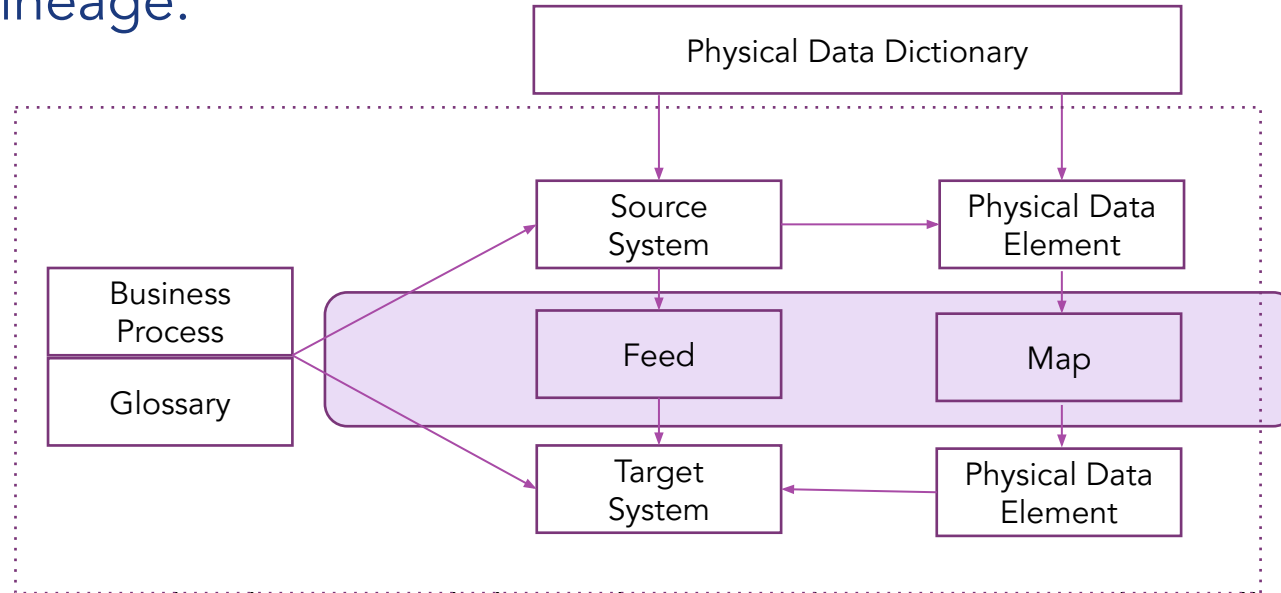 lineage.
Physical Data Dictionary
Source
System
Physical Data
Element
Business
Process
Glossary
Feed
Map
Target
System
Physical Data
Element